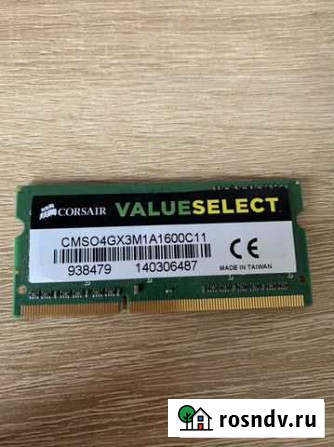 CORSAIR VALUESELECT
CMSO4GX3M1A1600C11
938479 140306487
CE
MADE IN TAIWAN
rosndv.ru